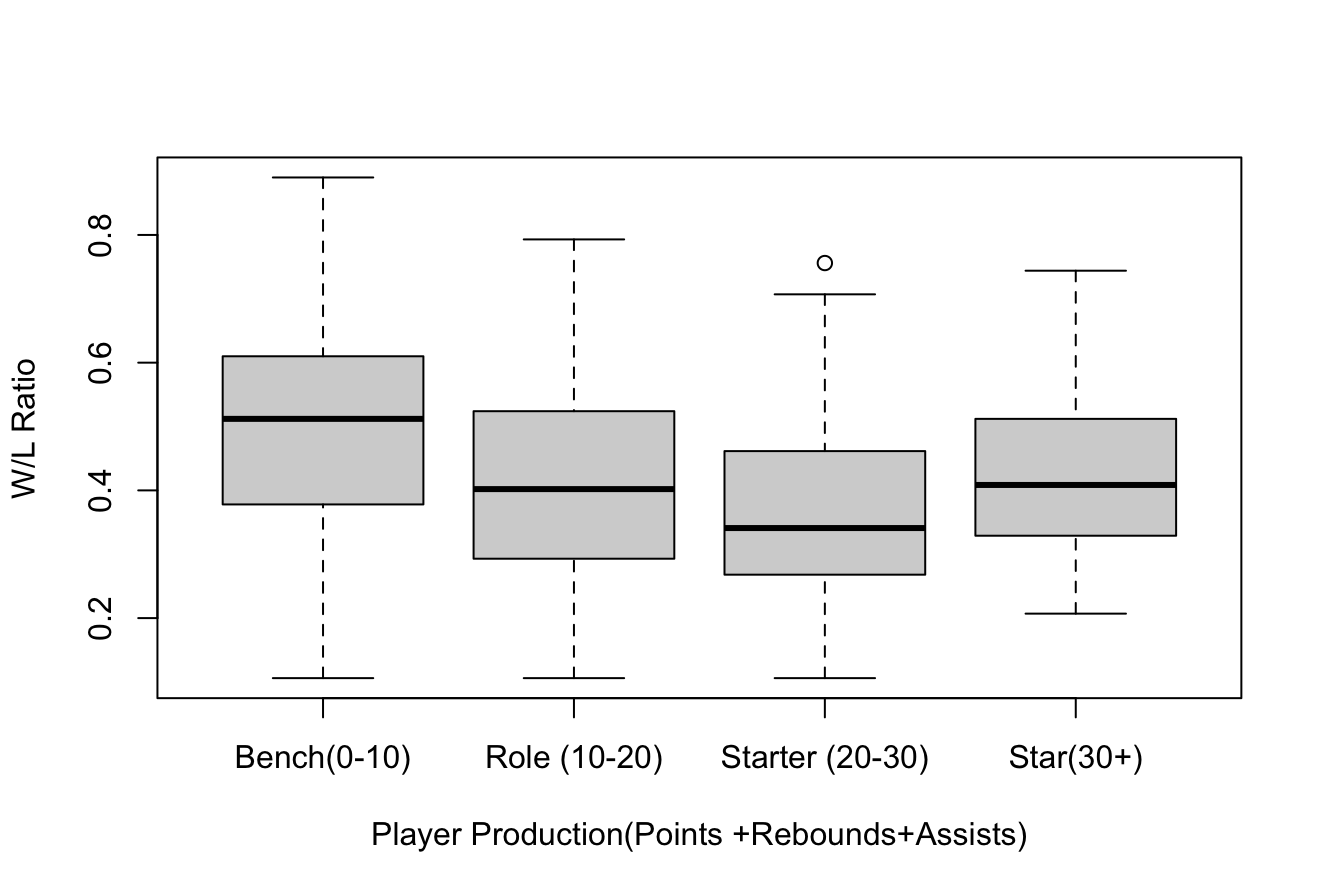 W/L Ratio
0.8
0.6
0.4
0.2
Bench(0-10) Role (10-20) Starter (20-30) Star(30+)
Player Production(Points +Rebounds+Assists)